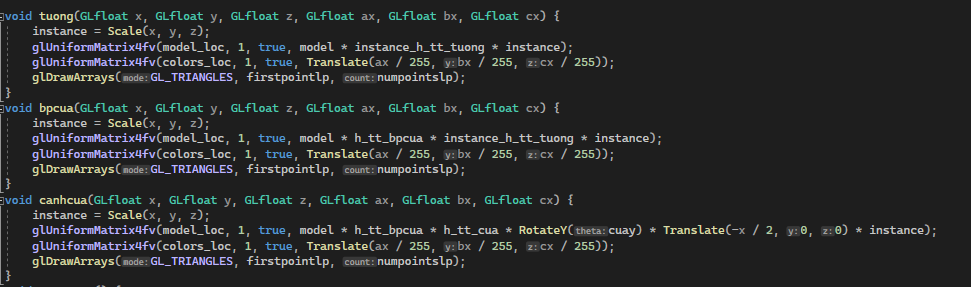 void tuong(GLfloat x, GLfloat y, GLfloat z, GLfloat ax, GLfloat bx, GLfloat cx) {
instance = Scale(x, y, z);
glUniformMatrix4fv(model_loc, 1, true, model * instance_h_tt_tuong * instance);
glUniformMatrix4fv(colors_loc, 1, true, Translate(ax / 255, y:bx / 255, z:cx / 255));
glDrawArrays(mode:GL_TRIANGLES, firstpointlp, count:numpointslp);
}
void bpcua(GLfloat x, GLfloat y, GLfloat z, GLfloat ax, GLfloat bx, GLfloat cx) {
instance = Scale(x, y, z);
glUniformMatrix4fv(model_loc, 1, true, model * h_tt_bpcua * instance_h_tt_tuong * instance);
glUniformMatrix4fv(colors_loc, 1, true, Translate(ax / 255, y:bx / 255, z:cx / 255));
glDrawArrays(mode:GL_TRIANGLES, firstpointlp, count:numpointslp);
}
void canhcua(GLfloat x, GLfloat y, GLfloat z, GLfloat ax, GLfloat bx, GLfloat cx) {
instance = Scale(x, y, z);
glUniformMatrix4fv(model_loc, 1, true, model * h_tt_bpcua * h_tt_cua * RotateY(theta:cuay) * Translate(-x / 2, y:0, z:0) * instance);
glUniformMatrix4fv(colors_loc, 1, true, Translate(ax / 255, y:bx / 255, z:cx / 255));
glDrawArrays(mode:GL_TRIANGLES, firstpointlp, count:numpointslp);
}